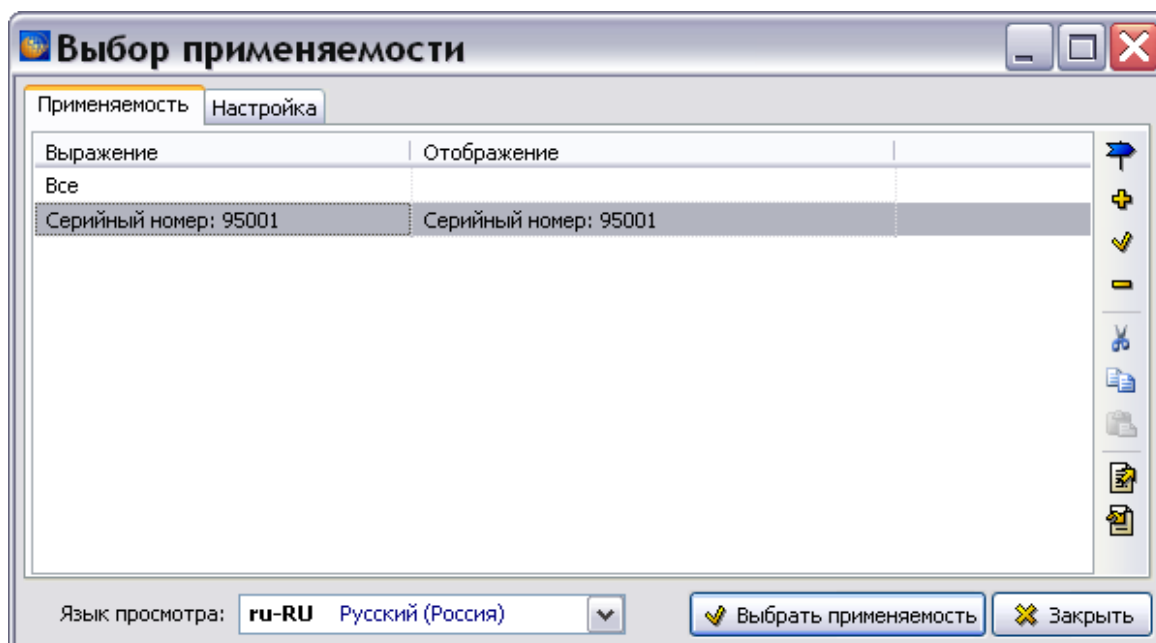 Выбор применяемости
Применяемость Настройка
Выражение Отображение
Все
Серийный номер: 95001 Серийный номер: 95001
Язык просмотра: ru-RU Русский (Россия) Выбрать применяемость Закрыть